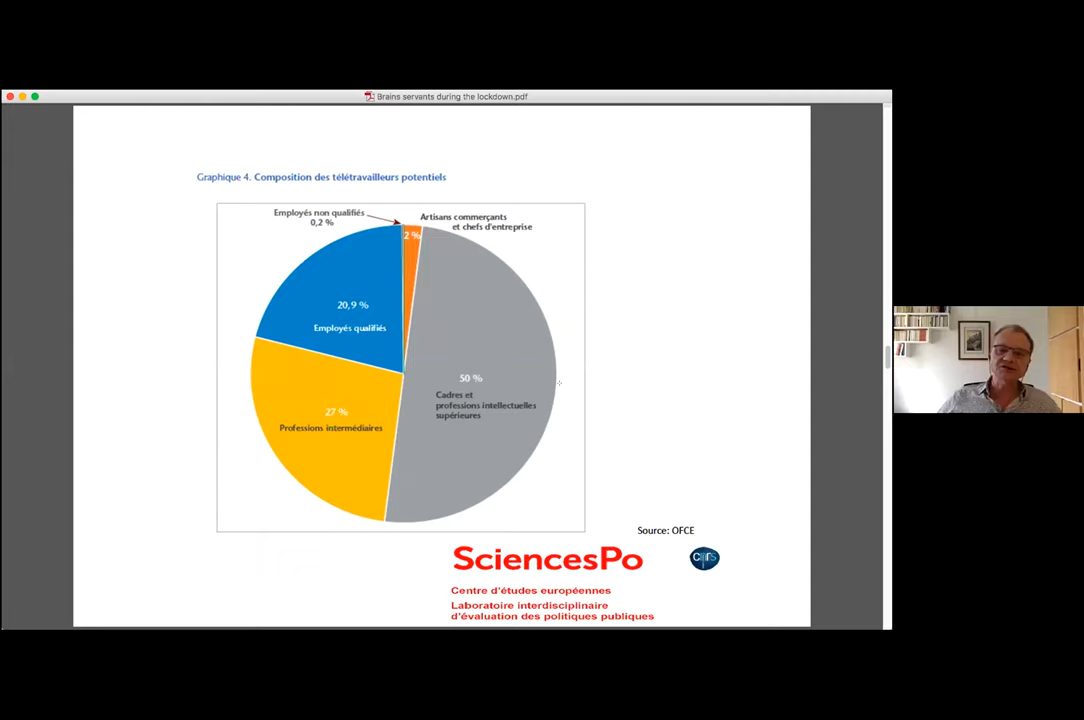 Brains servants during the lockdown.pdf
Graphique 4. Composition des télétravailleurs potentiels
Employés non qualifiés
0,2 %
Artisans commerçants
et chefs d'entreprise
2 %
20,9 %
Employés qualifiés
50 %
Cadres et
professions intellectuelles
supérieures
27 %
Professions intermédiaires
Source: OFCE
SciencesPo
cnrs
Centre d'études européennes
Laboratoire interdisciplinaire
d'évaluation des politiques publiques